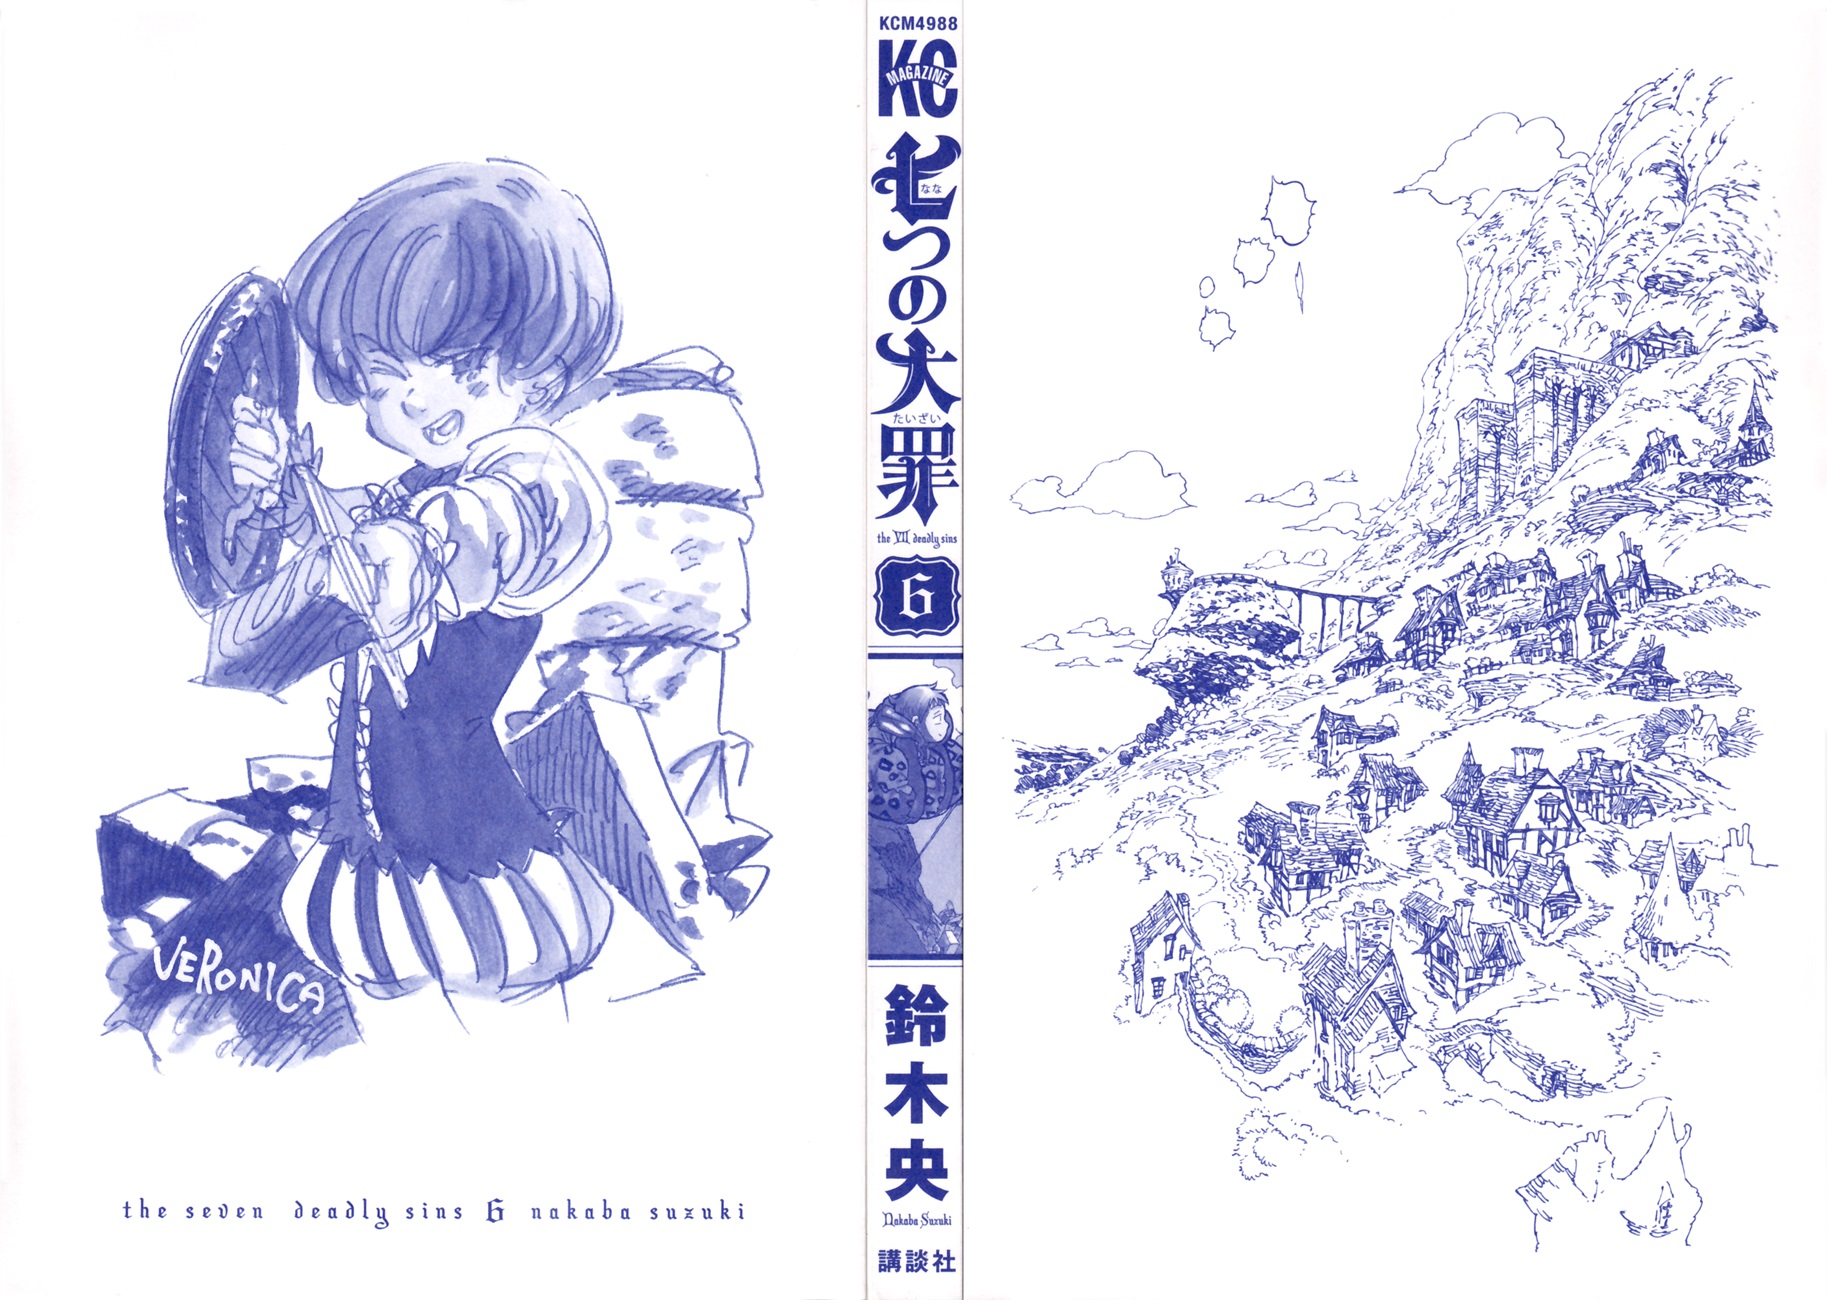 VERONICA
the seven deadly sins 6 nakaba suzuki
KCM4988
KC
MAGAZINE
七つの大罪
なな
たいざい
the VII deadly sins
6
鈴木央
Nakaba Suzuki
講談社